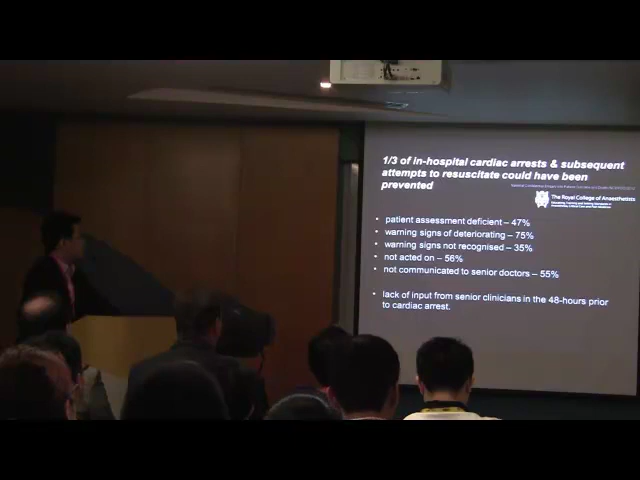 1/3 of in-hospital cardiac arrests & subsequent
attempts to resuscitate could have been
prevented
The Royal College of Anaesthetists
• patient assessment deficient – 47%
• warning signs of deteriorating – 75%
• warning signs not recognised – 35%
• not acted on – 56%
• not communicated to senior doctors – 55%
• lack of input from senior clinicians in the 48-hours prior
to cardiac arrest.